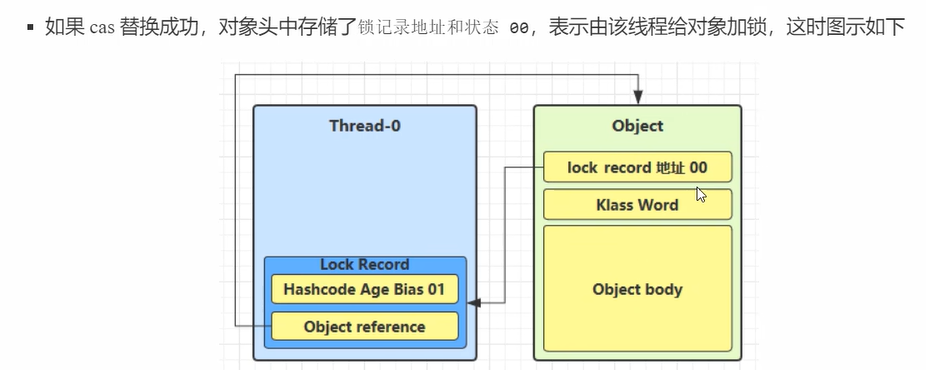 如果 cas 替换成功，对象头中存储了锁记录地址和状态 00，表示由该线程给对象加锁，这时图示如下
Thread-0
Object
lock record 地址 00
Klass Word
Lock Record
Hashcode Age Bias 01
Object body
Object reference